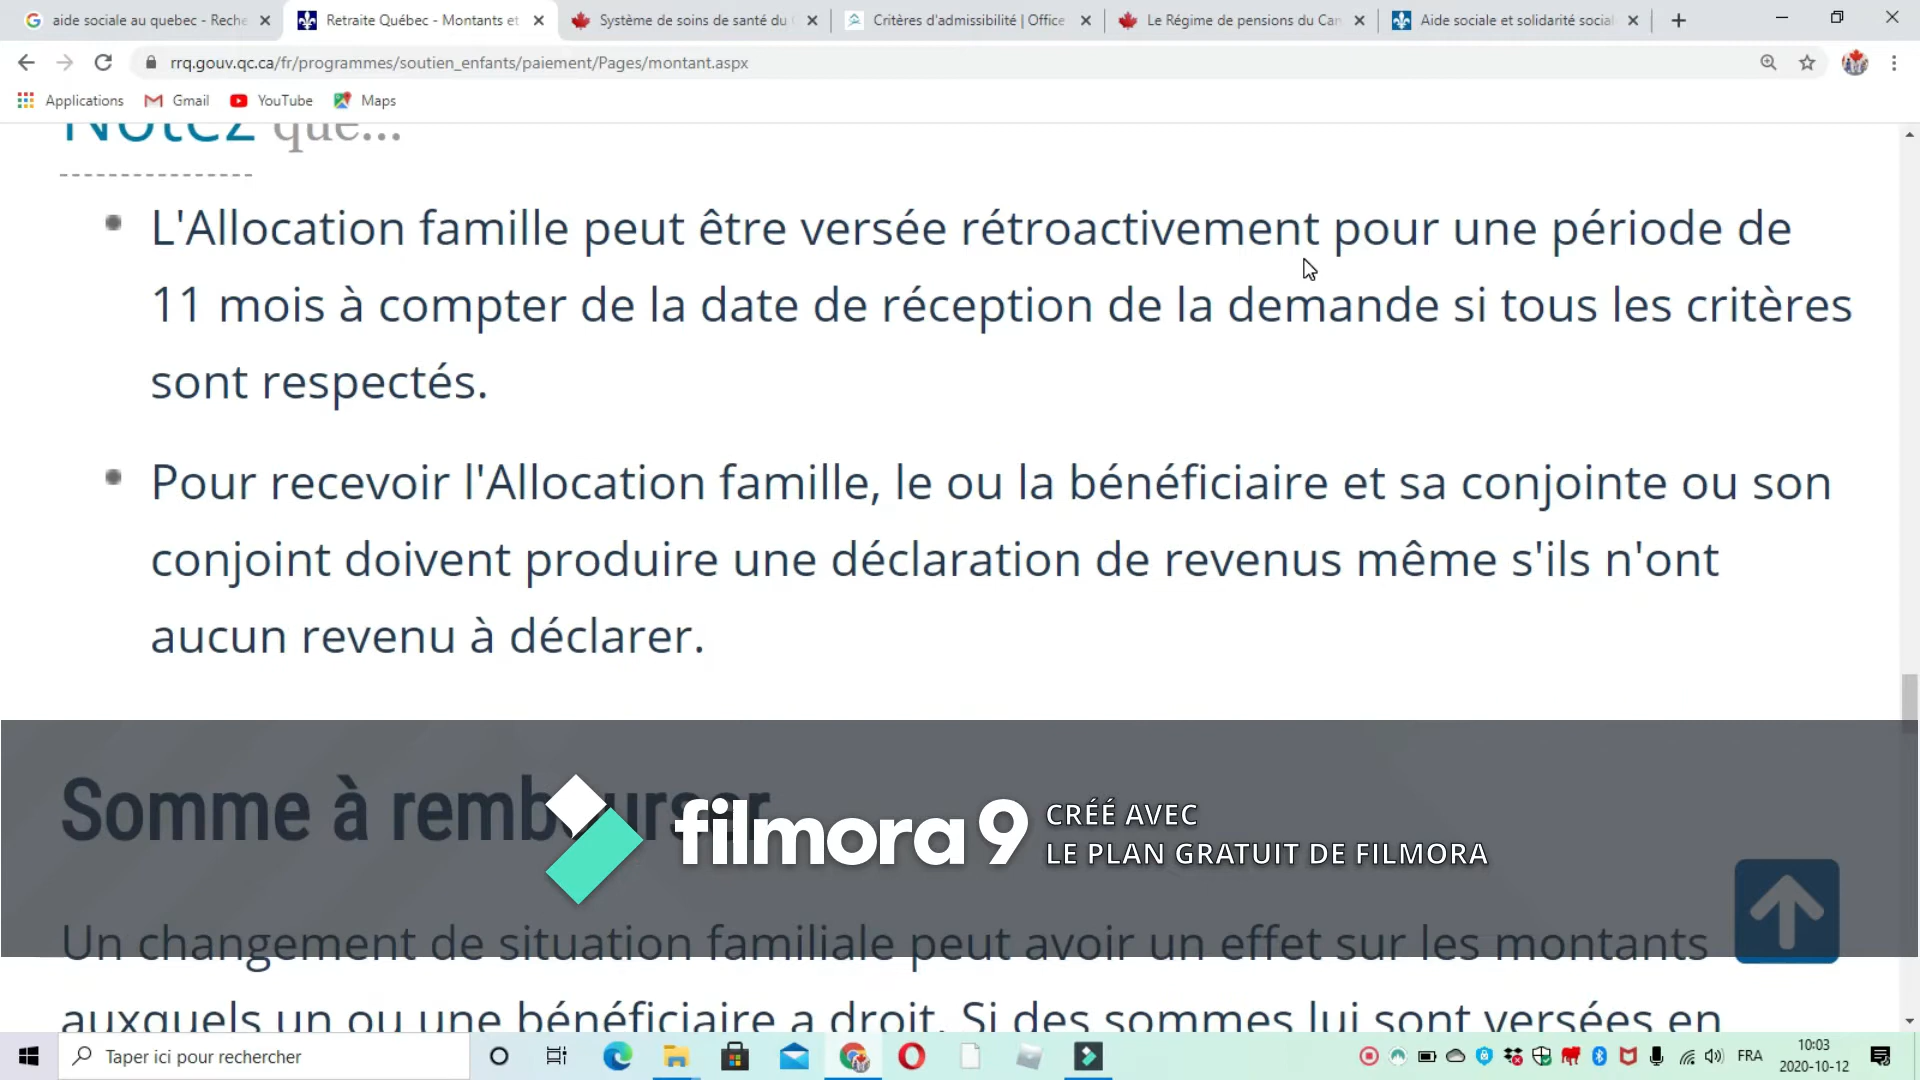 aide sociale au quebec - Reche
Retraite Québec - Montants et
Système de soins de santé du
Critères d'admissibilité | Office
Le Régime de pensions du Can
Aide sociale et solidarité social
rrq.gouv.qc.ca/fr/programmes/soutien_enfants/paiement/Pages/montant.aspx
Applications
Gmail
YouTube
Maps
Notez que...
L'Allocation famille peut être versée rétroactivement pour une période de
11 mois à compter de la date de réception de la demande si tous les critères
sont respectés.
Pour recevoir l'Allocation famille, le ou la bénéficiaire et sa conjointe ou son
conjoint doivent produire une déclaration de revenus même s'ils n'ont
aucun revenu à déclarer.
Somme à rembourser
filmora 9
CRÉÉ AVEC
LE PLAN GRATUIT DE FILMORA
Un changement de situation familiale peut avoir un effet sur les montants
auxquels un ou une bénéficiaire a droit. Si des sommes lui sont versées en
Taper ici pour rechercher
FRA
10:03
2020-10-12